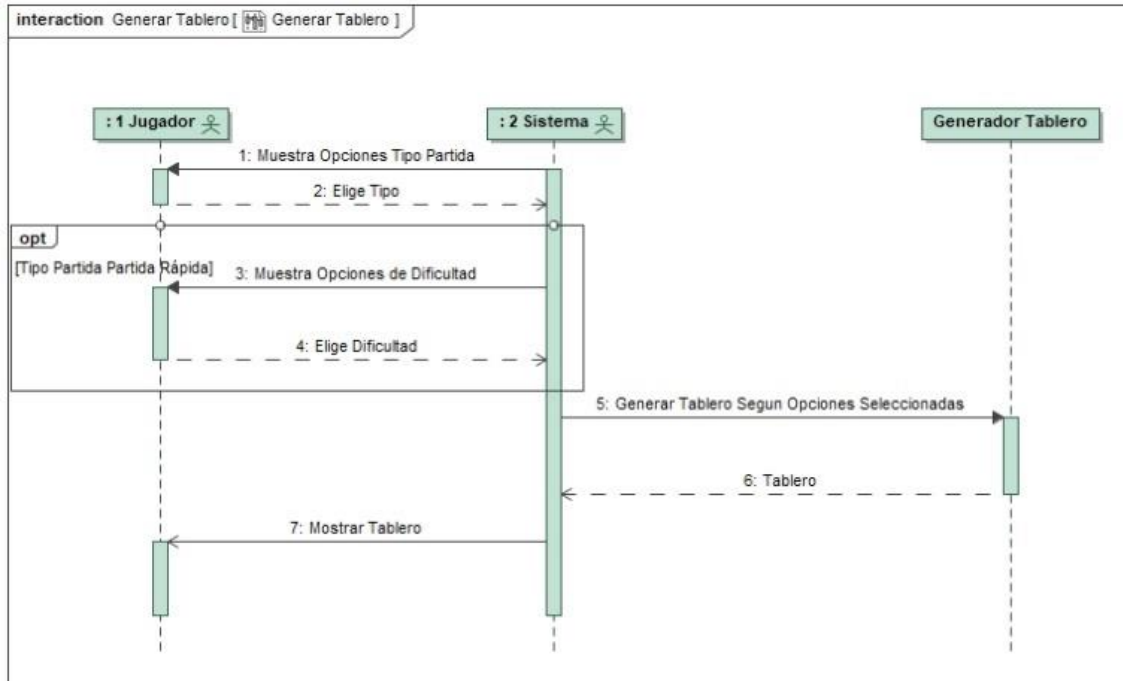 interaction Generar Tablero [ Generar Tablero ]
: 1 Jugador
: 2 Sistema
Generador Tablero
1: Muestra Opciones Tipo Partida
2: Elige Tipo
opt
[Tipo Partida Partida Rápida]
3: Muestra Opciones de Dificultad
4: Elige Dificultad
5: Generar Tablero Segun Opciones Seleccionadas
6: Tablero
7: Mostrar Tablero